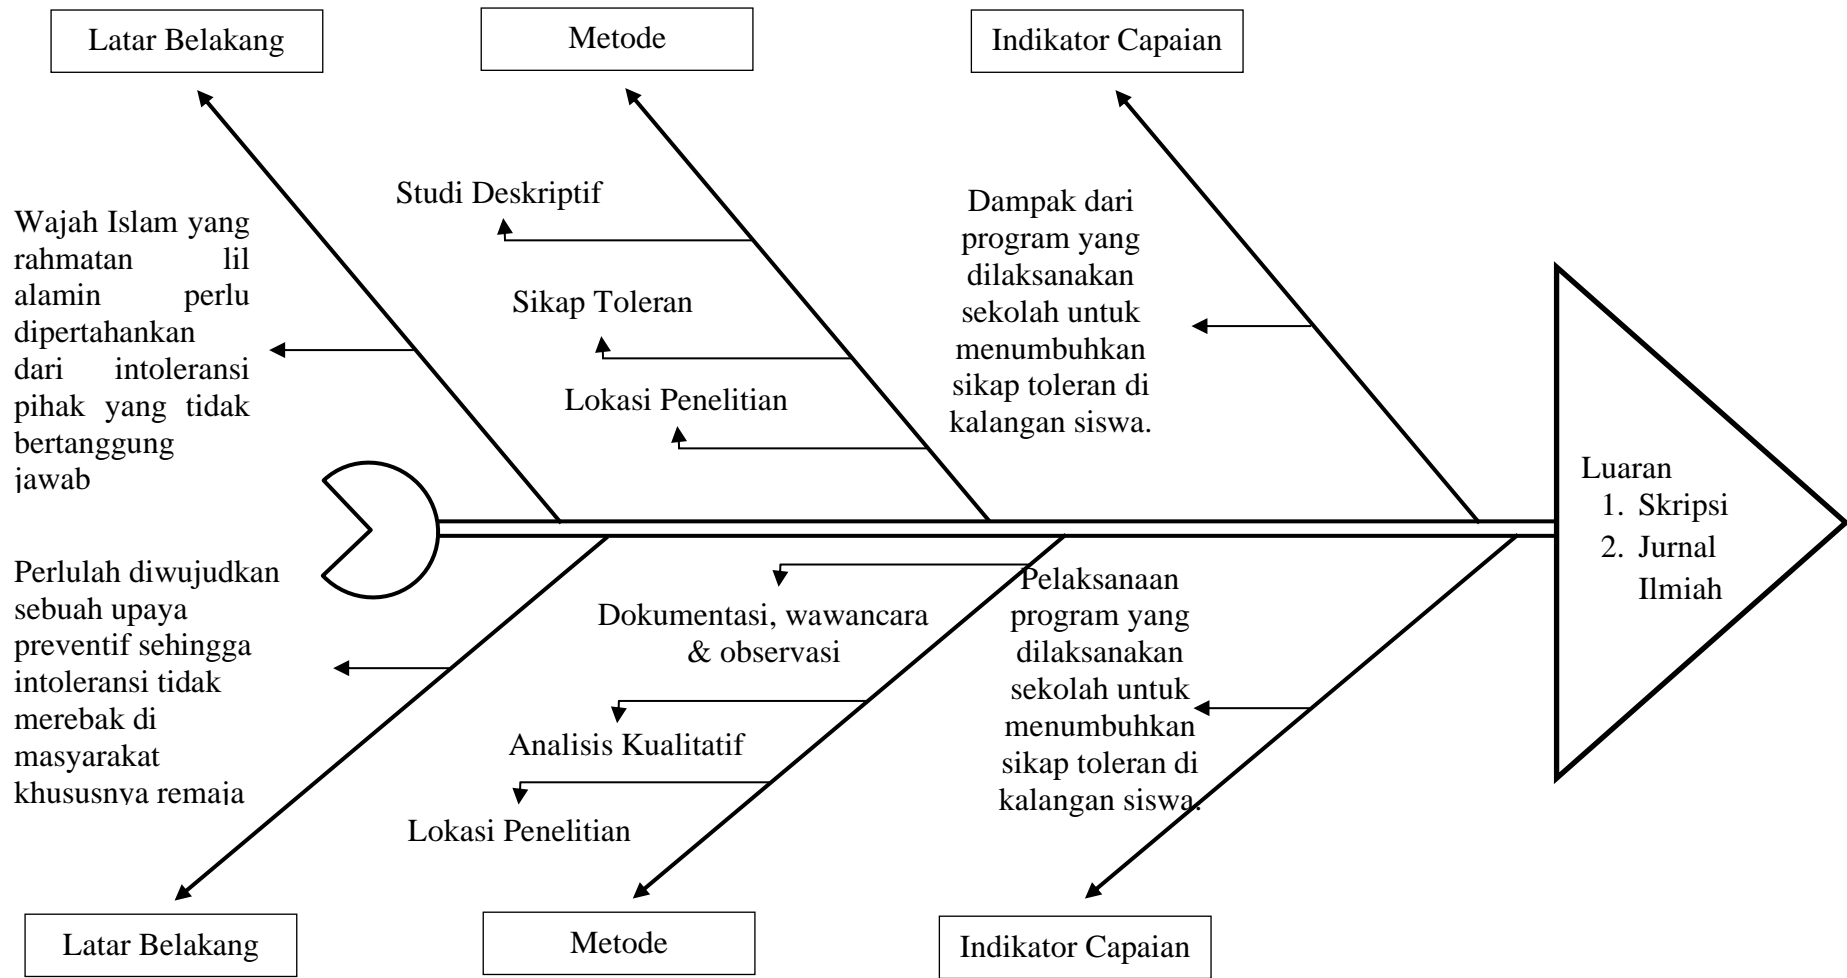 Latar Belakang
Metode
Indikator Capaian
Studi Deskriptif
Sikap Toleran
Lokasi Penelitian
Wajah Islam yang
rahmatan lil
alamin perlu
dipertahankan
dari intoleransi
pihak yang tidak
bertanggung
jawab
Dampak dari
program yang
dilaksanakan
sekolah untuk
menumbuhkan
sikap toleran di
kalangan siswa.
Luaran
1. Skripsi
2. Jurnal
Ilmiah
Perlulah diwujudkan
sebuah upaya
preventif sehingga
intoleransi tidak
merebak di
masyarakat
khususnya remaja
Dokumentasi, wawancara
& observasi
Analisis Kualitatif
Lokasi Penelitian
Pelaksanaan
program yang
dilaksanakan
sekolah untuk
menumbuhkan
sikap toleran di
kalangan siswa.
Latar Belakang
Metode
Indikator Capaian